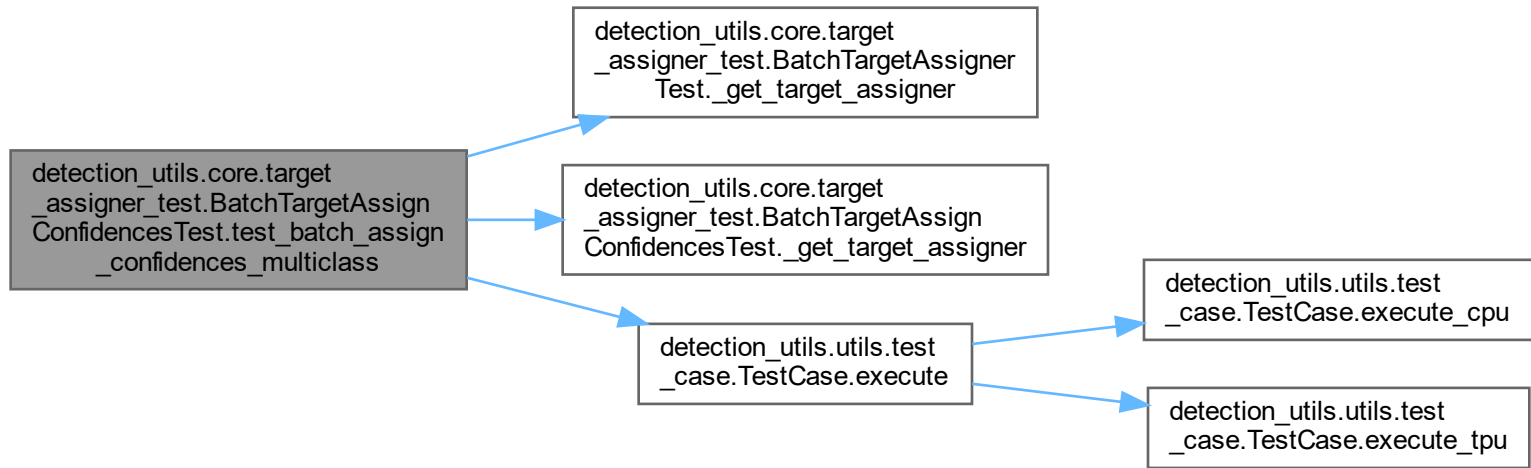 detection_utils.core.target
_assigner_test.BatchTargetAssigner
Test._get_target_assigner
detection_utils.core.target
_assigner_test.BatchTargetAssign
ConfidencesTest.test_batch_assign
_confidences_multiclass
detection_utils.core.target
_assigner_test.BatchTargetAssign
ConfidencesTest._get_target_assigner
detection_utils.utils.test
_case.TestCase.execute
detection_utils.utils.test
_case.TestCase.execute_cpu
detection_utils.utils.test
_case.TestCase.execute_tpu